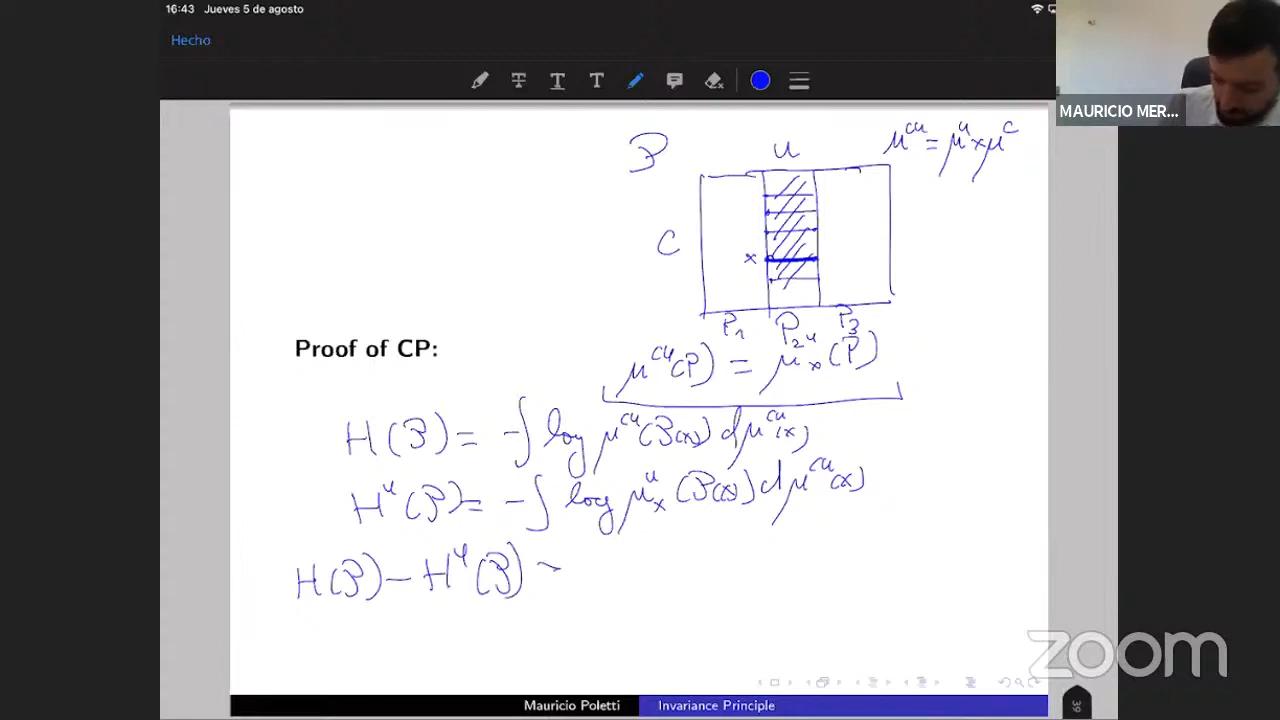 16:43 Jueves 5 de agosto
Hecho
MAURICIO MER...
𝒫
u
μ^{cu} = μ^u × μ^c
C
x
P_1 P_2 P_3
Proof of CP:
μ^{cu}(P) = μ^u_x(P)
H(𝒫) = -∫ log μ^{cu}(𝒫(x)) dμ^{cu}(x)
H^u(𝒫) = -∫ log μ^u_x(𝒫(x)) dμ^{cu}(x)
H(𝒫) - H^u(𝒫)
zoom
Mauricio Poletti Invariance Principle
39